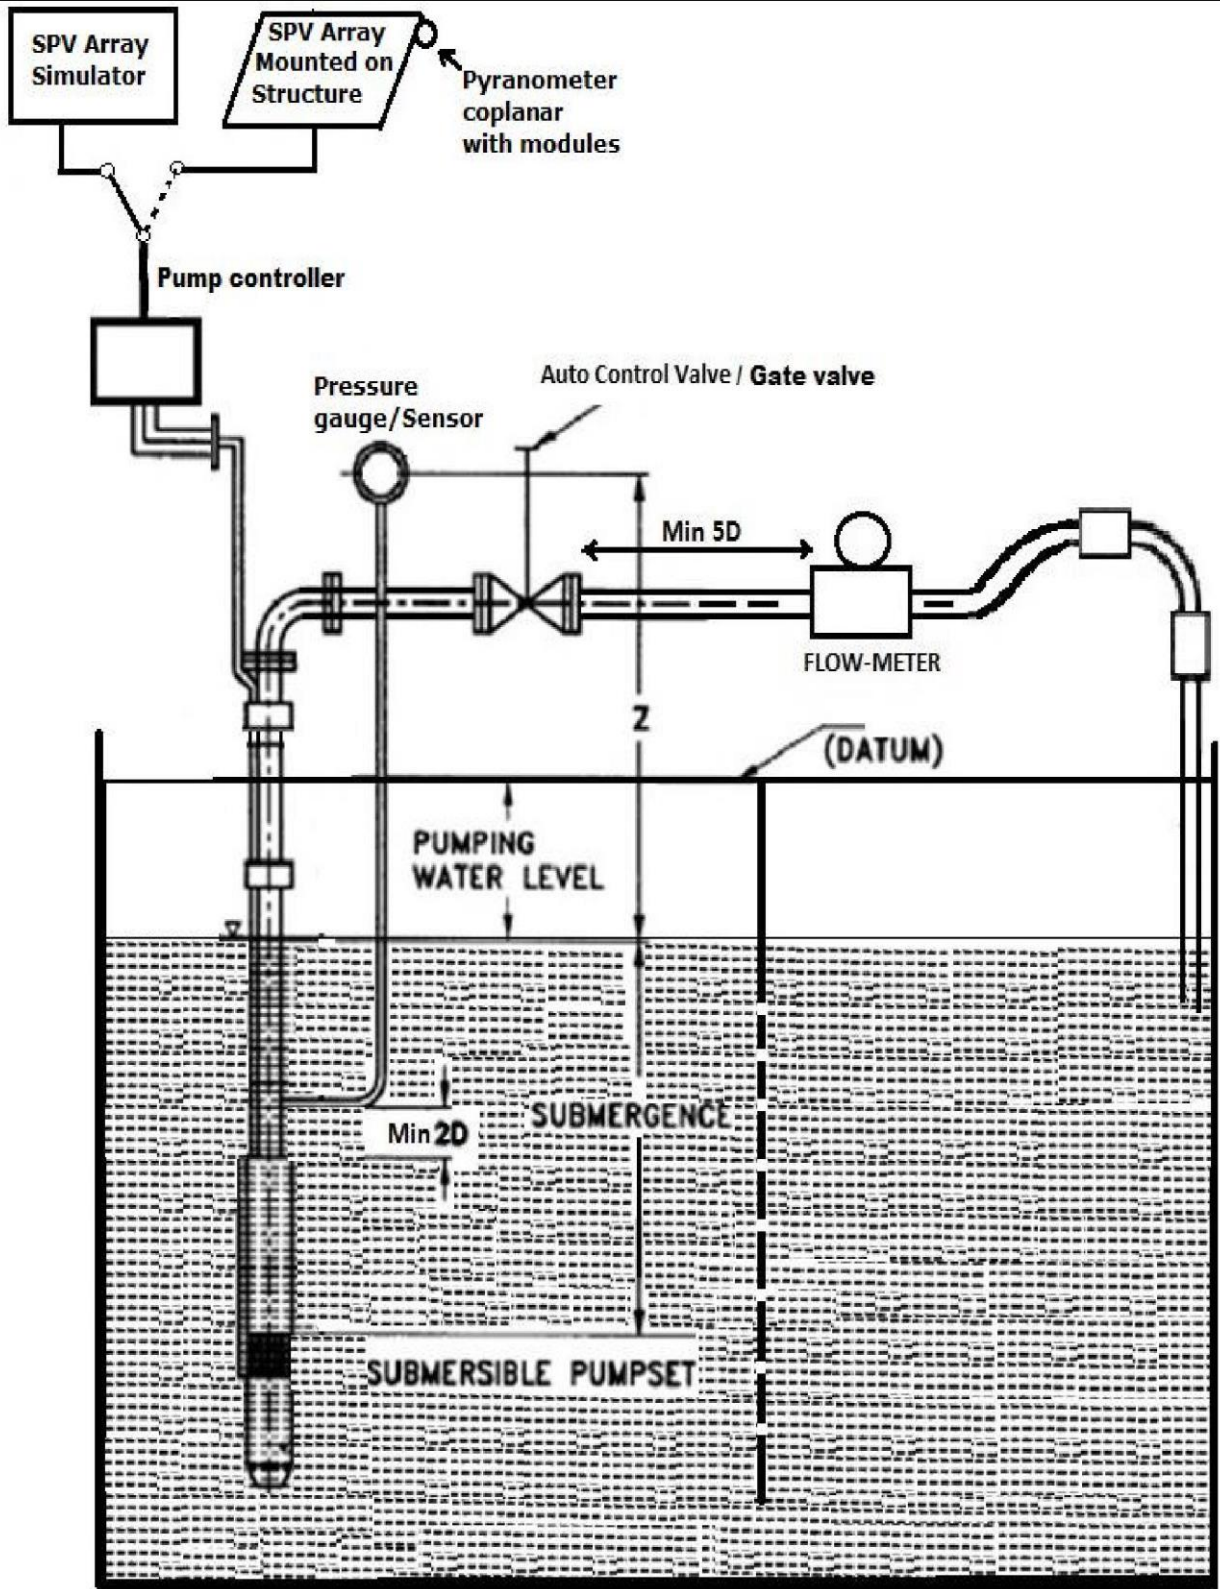 SPV Array
Simulator
SPV Array
Mounted on
Structure
Pyranometer
coplanar
with modules
Pump controller
Pressure
gauge/Sensor
Auto Control Valve / Gate valve
Min 5D
FLOW-METER
Z
(DATUM)
PUMPING
WATER LEVEL
SUBMERGENCE
Min 2D
SUBMERSIBLE PUMPSET